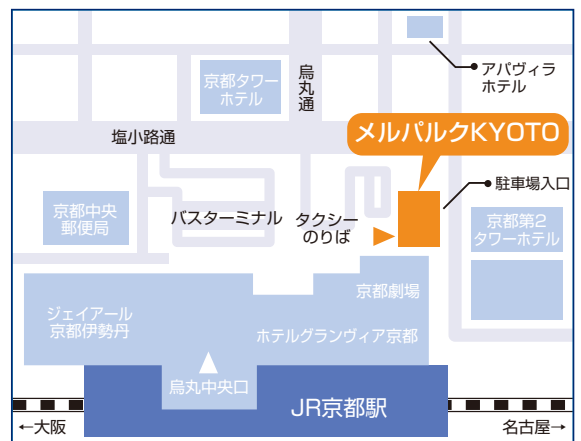 アパヴィラ
ホテル
京都タワー
ホテル
烏丸通
塩小路通
メルパルクKYOTO
駐車場入口
京都中央
郵便局
バスターミナル
タクシー
のりば
京都第2
タワーホテル
京都劇場
ジェイアール
京都伊勢丹
ホテルグランヴィア京都
烏丸中央口
JR京都駅
←大阪
名古屋→